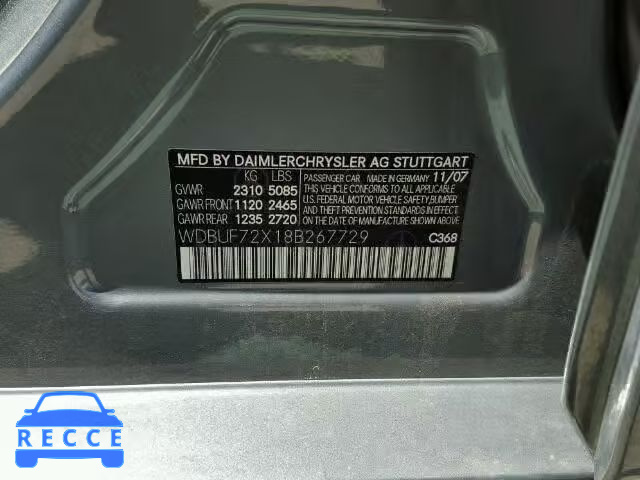 MFD BY DAIMLERCHRYSLER AG STUTTGART
KG LBS PASSENGER CAR MADE IN GERMANY 11/07
GVWR 2310 5085 THIS VEHICLE CONFORMS TO ALL
GAWR FRONT 1120 2465 APPLICABLE U.S. FEDERAL MOTOR
GAWR REAR 1235 2720 VEHICLE SAFETY, BUMPER AND THEFT PREVENTION STANDARDS IN EFFECT ON THE DATE OF MANUFACTURE SHOWN ABOVE
WDBUF72X18B267729 C368
RECCE